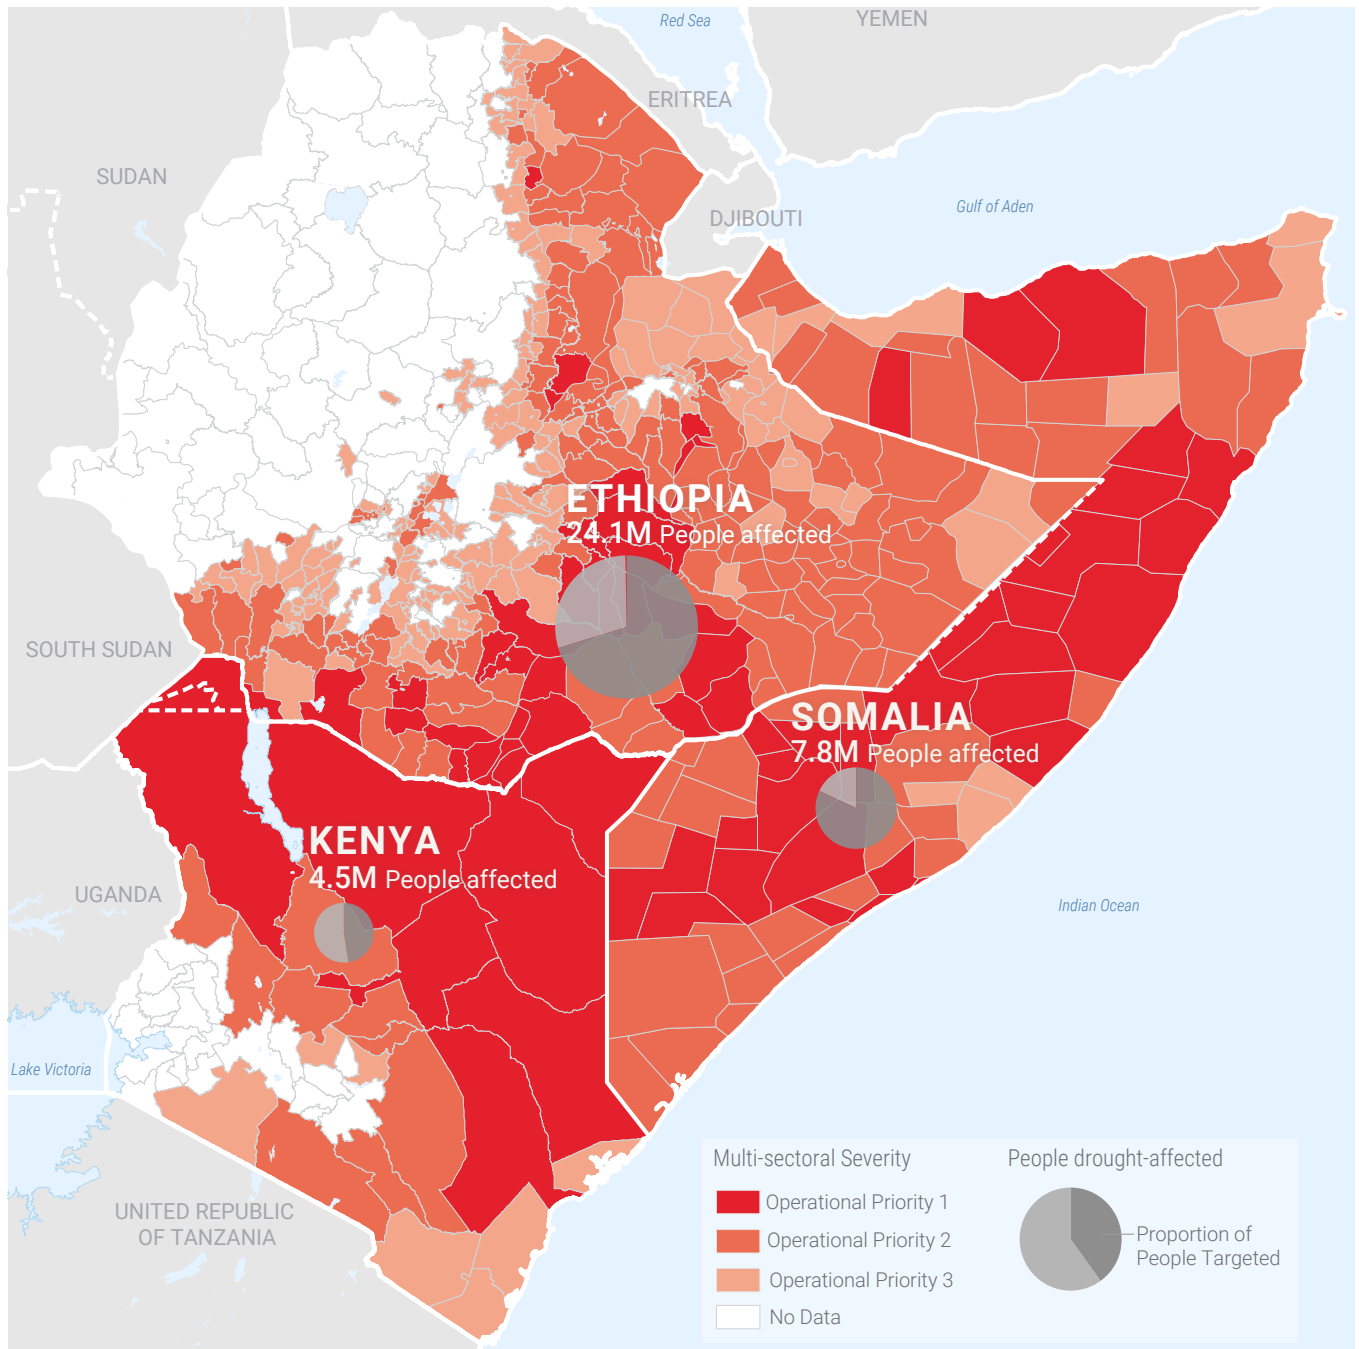 Red Sea
YEMEN
ERITREA
SUDAN
Gulf of Aden
DJIBOUTI
ETHIOPIA
24.1M People affected
SOUTH SUDAN
SOMALIA
7.8M People affected
KENYA
4.5M People affected
UGANDA
Indian Ocean
Lake Victoria
UNITED REPUBLIC
OF TANZANIA
Multi-sectoral Severity
Operational Priority 1
Operational Priority 2
Operational Priority 3
No Data
People drought-affected
Proportion of
People Targeted